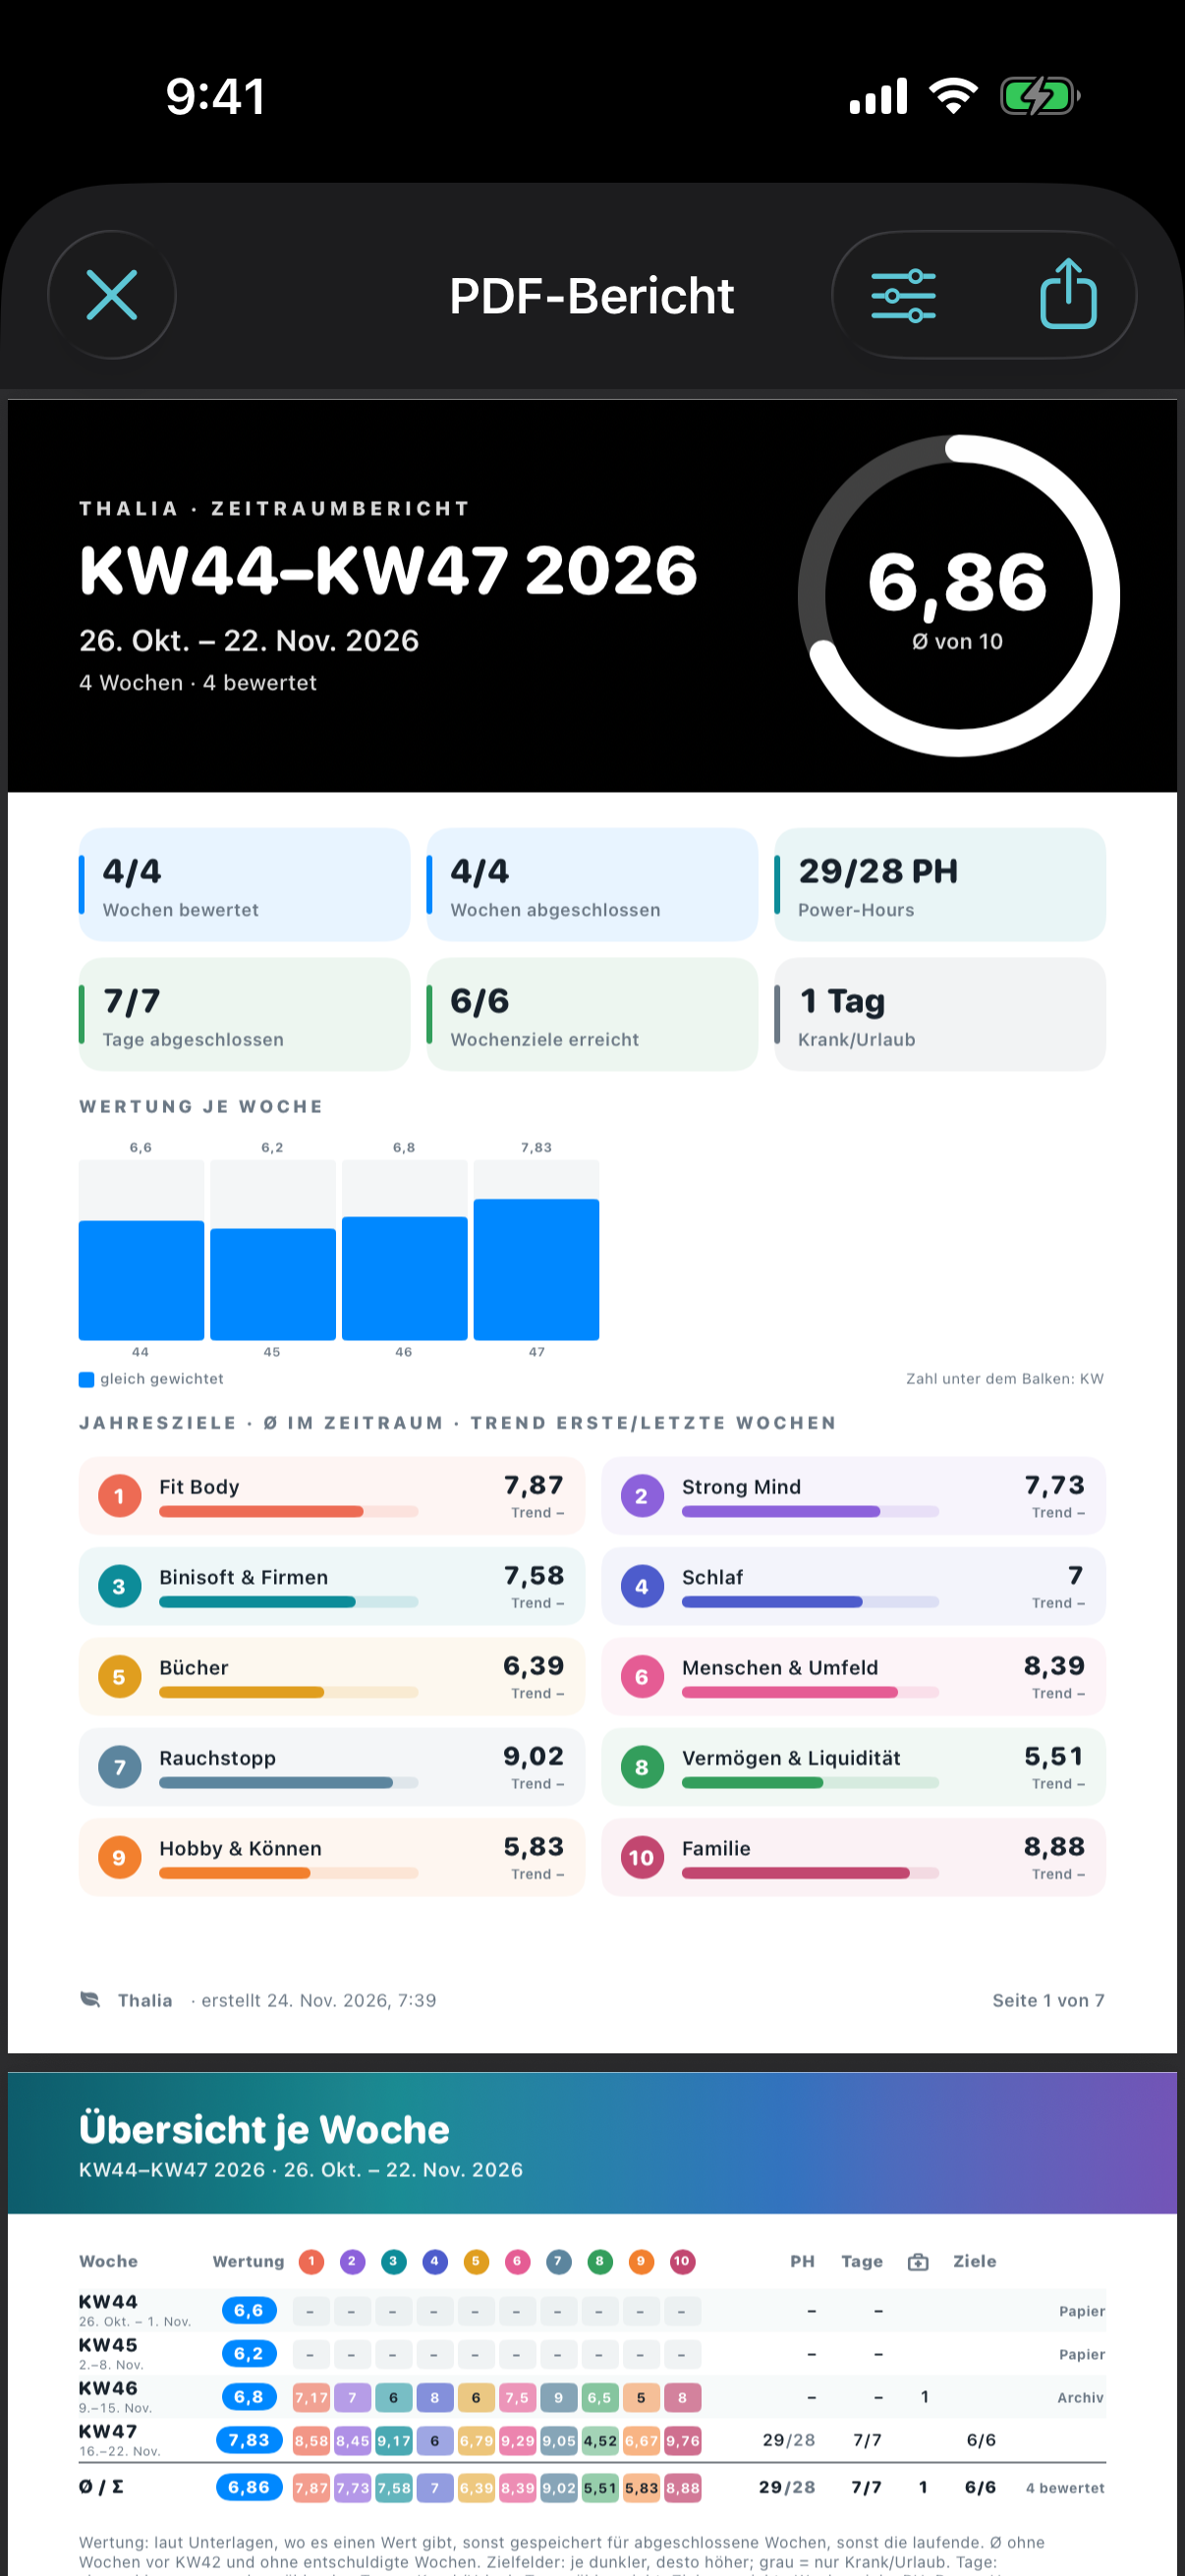 9:41
PDF-Bericht
THALIA · ZEITRAUMBERICHT
KW44–KW47 2026
26. Okt. – 22. Nov. 2026
4 Wochen · 4 bewertet
6,86
Ø von 10
4/4
Wochen bewertet
4/4
Wochen abgeschlossen
29/28 PH
Power-Hours
7/7
Tage abgeschlossen
6/6
Wochenziele erreicht
1 Tag
Krank/Urlaub
WERTUNG JE WOCHE
6,6 6,2 6,8 7,83
44 45 46 47
gleich gewichtet
Zahl unter dem Balken: KW
JAHRESZIELE · Ø IM ZEITRAUM · TREND ERSTE/LETZTE WOCHEN
1 Fit Body 7,87
Trend –
2 Strong Mind 7,73
Trend –
3 Binisoft & Firmen 7,58
Trend –
4 Schlaf 7
Trend –
5 Bücher 6,39
Trend –
6 Menschen & Umfeld 8,39
Trend –
7 Rauchstopp 9,02
Trend –
8 Vermögen & Liquidität 5,51
Trend –
9 Hobby & Können 5,83
Trend –
10 Familie 8,88
Trend –
Thalia · erstellt 24. Nov. 2026, 7:39
Seite 1 von 7
Übersicht je Woche
KW44–KW47 2026 · 26. Okt. – 22. Nov. 2026
Woche Wertung 1 2 3 4 5 6 7 8 9 10 PH Tage Ziele
KW44 6,6 – – – – – – – – – – – – Papier
26. Okt. – 1. Nov.
KW45 6,2 – – – – – – – – – – – – Papier
2.–8. Nov.
KW46 6,8 7,17 7 6 8 6 7,5 9 6,5 5 8 – – 1 Archiv
9.–15. Nov.
KW47 7,83 8,58 8,45 9,17 6 6,79 9,29 9,05 4,52 6,67 9,76 29/28 7/7 6/6
16.–22. Nov.
Ø / Σ 6,86 7,87 7,73 7,58 7 6,39 8,39 9,02 5,51 5,83 8,88 29/28 7/7 1 6/6 4 bewertet
Wertung: laut Unterlagen, wo es einen Wert gibt, sonst gespeichert für abgeschlossene Wochen, sonst die laufende. Ø ohne
Wochen vor KW42 und ohne entschuldigte Wochen. Zielfelder: je dunkler, desto höher; grau = nur Krank/Urlaub. Tage: